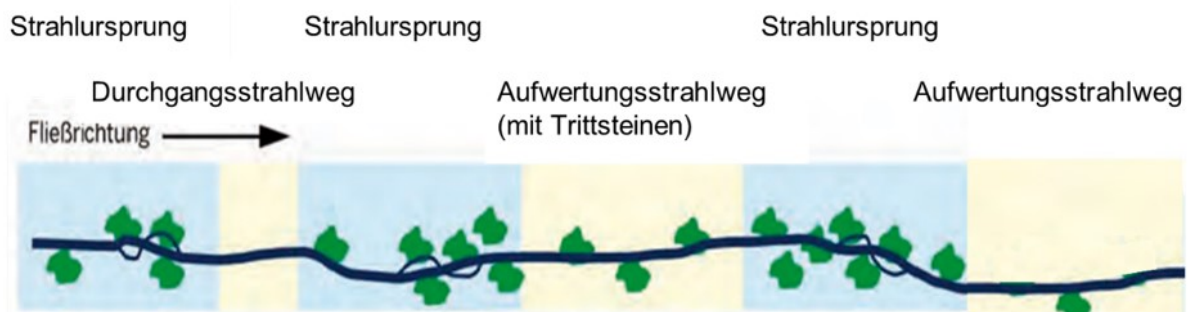 Strahlursprung Strahlursprung Strahlursprung
Durchgangsstrahlweg Aufwertungsstrahlweg Aufwertungsstrahlweg
(mit Trittsteinen)
Fließrichtung